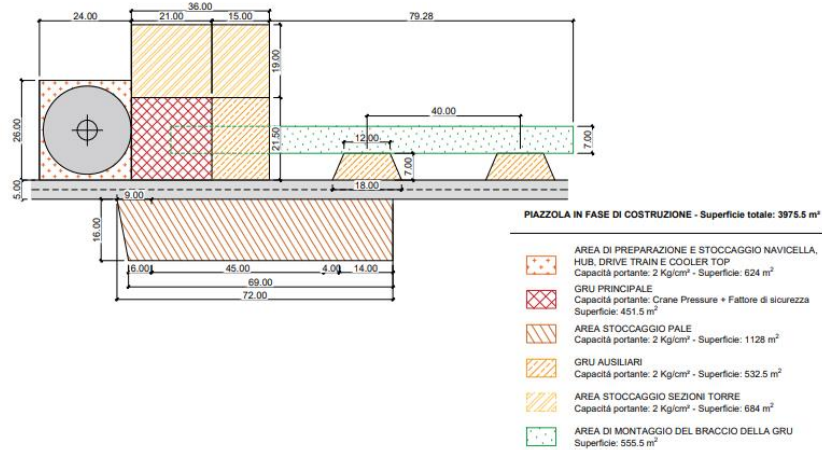 36.00
24.00
21.00
15.00
79.28
19.00
40.00
26.00
21.50
12.00
7.00
7.00
5.00
18.00
9.00
16.00
16.00
45.00
4.00
14.00
69.00
72.00
PIAZZOLA IN FASE DI COSTRUZIONE - Superficie totale: 3975.5 m²
AREA DI PREPARAZIONE E STOCCAGGIO NAVICELLA,
HUB, DRIVE TRAIN E COOLER TOP
Capacitá portante: 2 Kg/cm² - Superficie: 624 m²
GRU PRINCIPALE
Capacitá portante: Crane Pressure + Fattore di sicurezza
Superficie: 451.5 m²
AREA STOCCAGGIO PALE
Capacitá portante: 2 Kg/cm² - Superficie: 1128 m²
GRU AUSILIARI
Capacitá portante: 2 Kg/cm² - Superficie: 532.5 m²
AREA STOCCAGGIO SEZIONI TORRE
Capacitá portante: 2 Kg/cm² - Superficie: 684 m²
AREA DI MONTAGGIO DEL BRACCIO DELLA GRU
Superficie: 555.5 m²